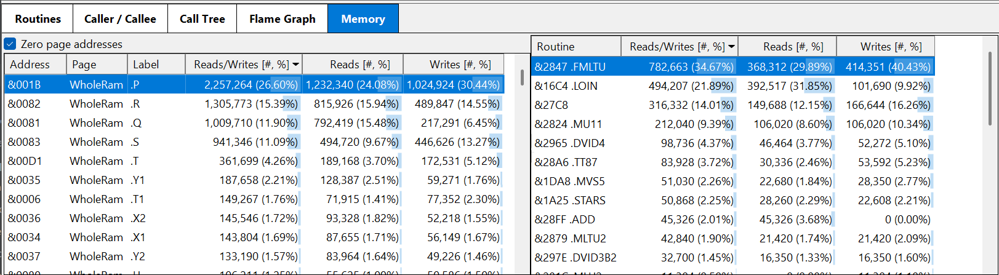 Routines Caller / Callee Call Tree Flame Graph Memory
Zero page addresses
Address Page Label Reads/Writes [#, %] Reads [#, %] Writes [#, %]
&001B WholeRam .P 2,257,264 (26.60%) 1,232,340 (24.08%) 1,024,924 (30.44%)
&0082 WholeRam .R 1,305,773 (15.39%) 815,926 (15.94%) 489,847 (14.55%)
&0081 WholeRam .Q 1,009,710 (11.90%) 792,419 (15.48%) 217,291 (6.45%)
&0083 WholeRam .S 941,346 (11.09%) 494,720 (9.67%) 446,626 (13.27%)
&00D1 WholeRam .T 361,699 (4.26%) 189,168 (3.70%) 172,531 (5.12%)
&0035 WholeRam .Y1 187,658 (2.21%) 128,387 (2.51%) 59,271 (1.76%)
&0006 WholeRam .T1 149,267 (1.76%) 71,915 (1.41%) 77,352 (2.30%)
&0036 WholeRam .X2 145,546 (1.72%) 93,328 (1.82%) 52,218 (1.55%)
&0034 WholeRam .X1 143,804 (1.69%) 87,655 (1.71%) 56,149 (1.67%)
&0037 WholeRam .Y2 133,190 (1.57%) 83,964 (1.64%) 49,226 (1.46%)
Routine Reads/Writes [#, %] Reads [#, %] Writes [#, %]
&2847 .FMLTU 782,663 (34.67%) 368,312 (29.89%) 414,351 (40.43%)
&16C4 .LOIN 494,207 (21.89%) 392,517 (31.85%) 101,690 (9.92%)
&27C8 316,332 (14.01%) 149,688 (12.15%) 166,644 (16.26%)
&2824 .MU11 212,040 (9.39%) 106,020 (8.60%) 106,020 (10.34%)
&2965 .DVID4 98,736 (4.37%) 46,464 (3.77%) 52,272 (5.10%)
&28A6 .TT87 83,928 (3.72%) 30,336 (2.46%) 53,592 (5.23%)
&1DA8 .MVS5 51,030 (2.26%) 22,680 (1.84%) 28,350 (2.77%)
&1A25 .STARS 50,868 (2.25%) 28,260 (2.29%) 22,608 (2.21%)
&28FF .ADD 45,326 (2.01%) 45,326 (3.68%) 0 (0.00%)
&2879 .MLTU2 42,840 (1.90%) 21,420 (1.74%) 21,420 (2.09%)
&297E .DVID3B2 32,700 (1.45%) 16,350 (1.33%) 16,350 (1.60%)